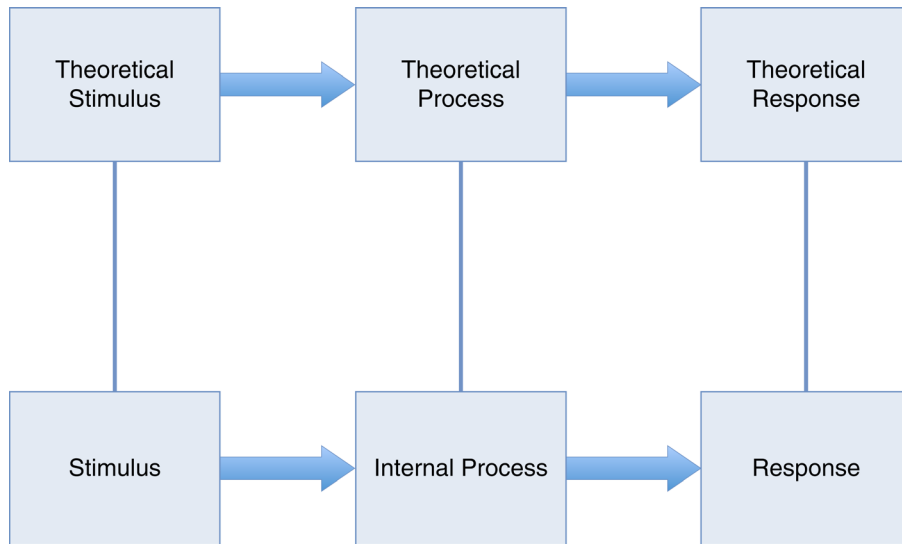 Theoretical
Stimulus
Theoretical
Process
Theoretical
Response
Stimulus
Internal Process
Response